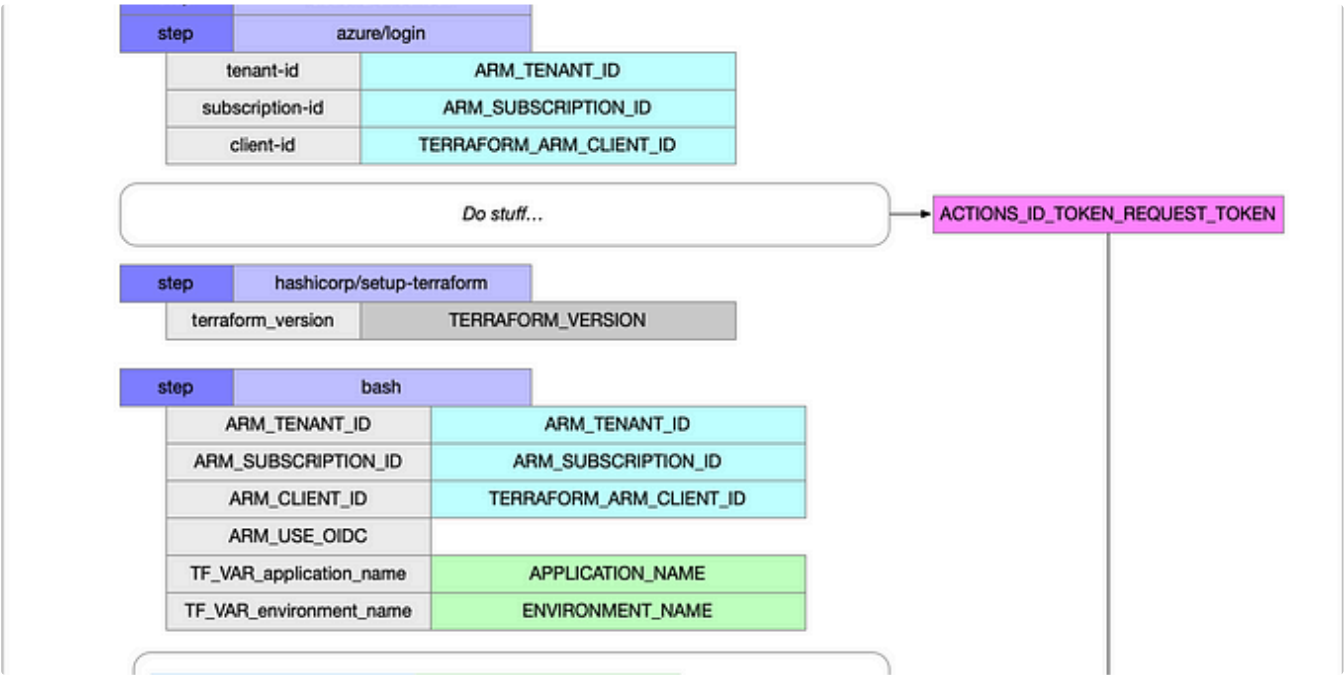 step azure/login
tenant-id ARM_TENANT_ID
subscription-id ARM_SUBSCRIPTION_ID
client-id TERRAFORM_ARM_CLIENT_ID
Do stuff...
ACTIONS_ID_TOKEN_REQUEST_TOKEN
step hashicorp/setup-terraform
terraform_version TERRAFORM_VERSION
step bash
ARM_TENANT_ID ARM_TENANT_ID
ARM_SUBSCRIPTION_ID ARM_SUBSCRIPTION_ID
ARM_CLIENT_ID TERRAFORM_ARM_CLIENT_ID
ARM_USE_OIDC
TF_VAR_application_name APPLICATION_NAME
TF_VAR_environment_name ENVIRONMENT_NAME